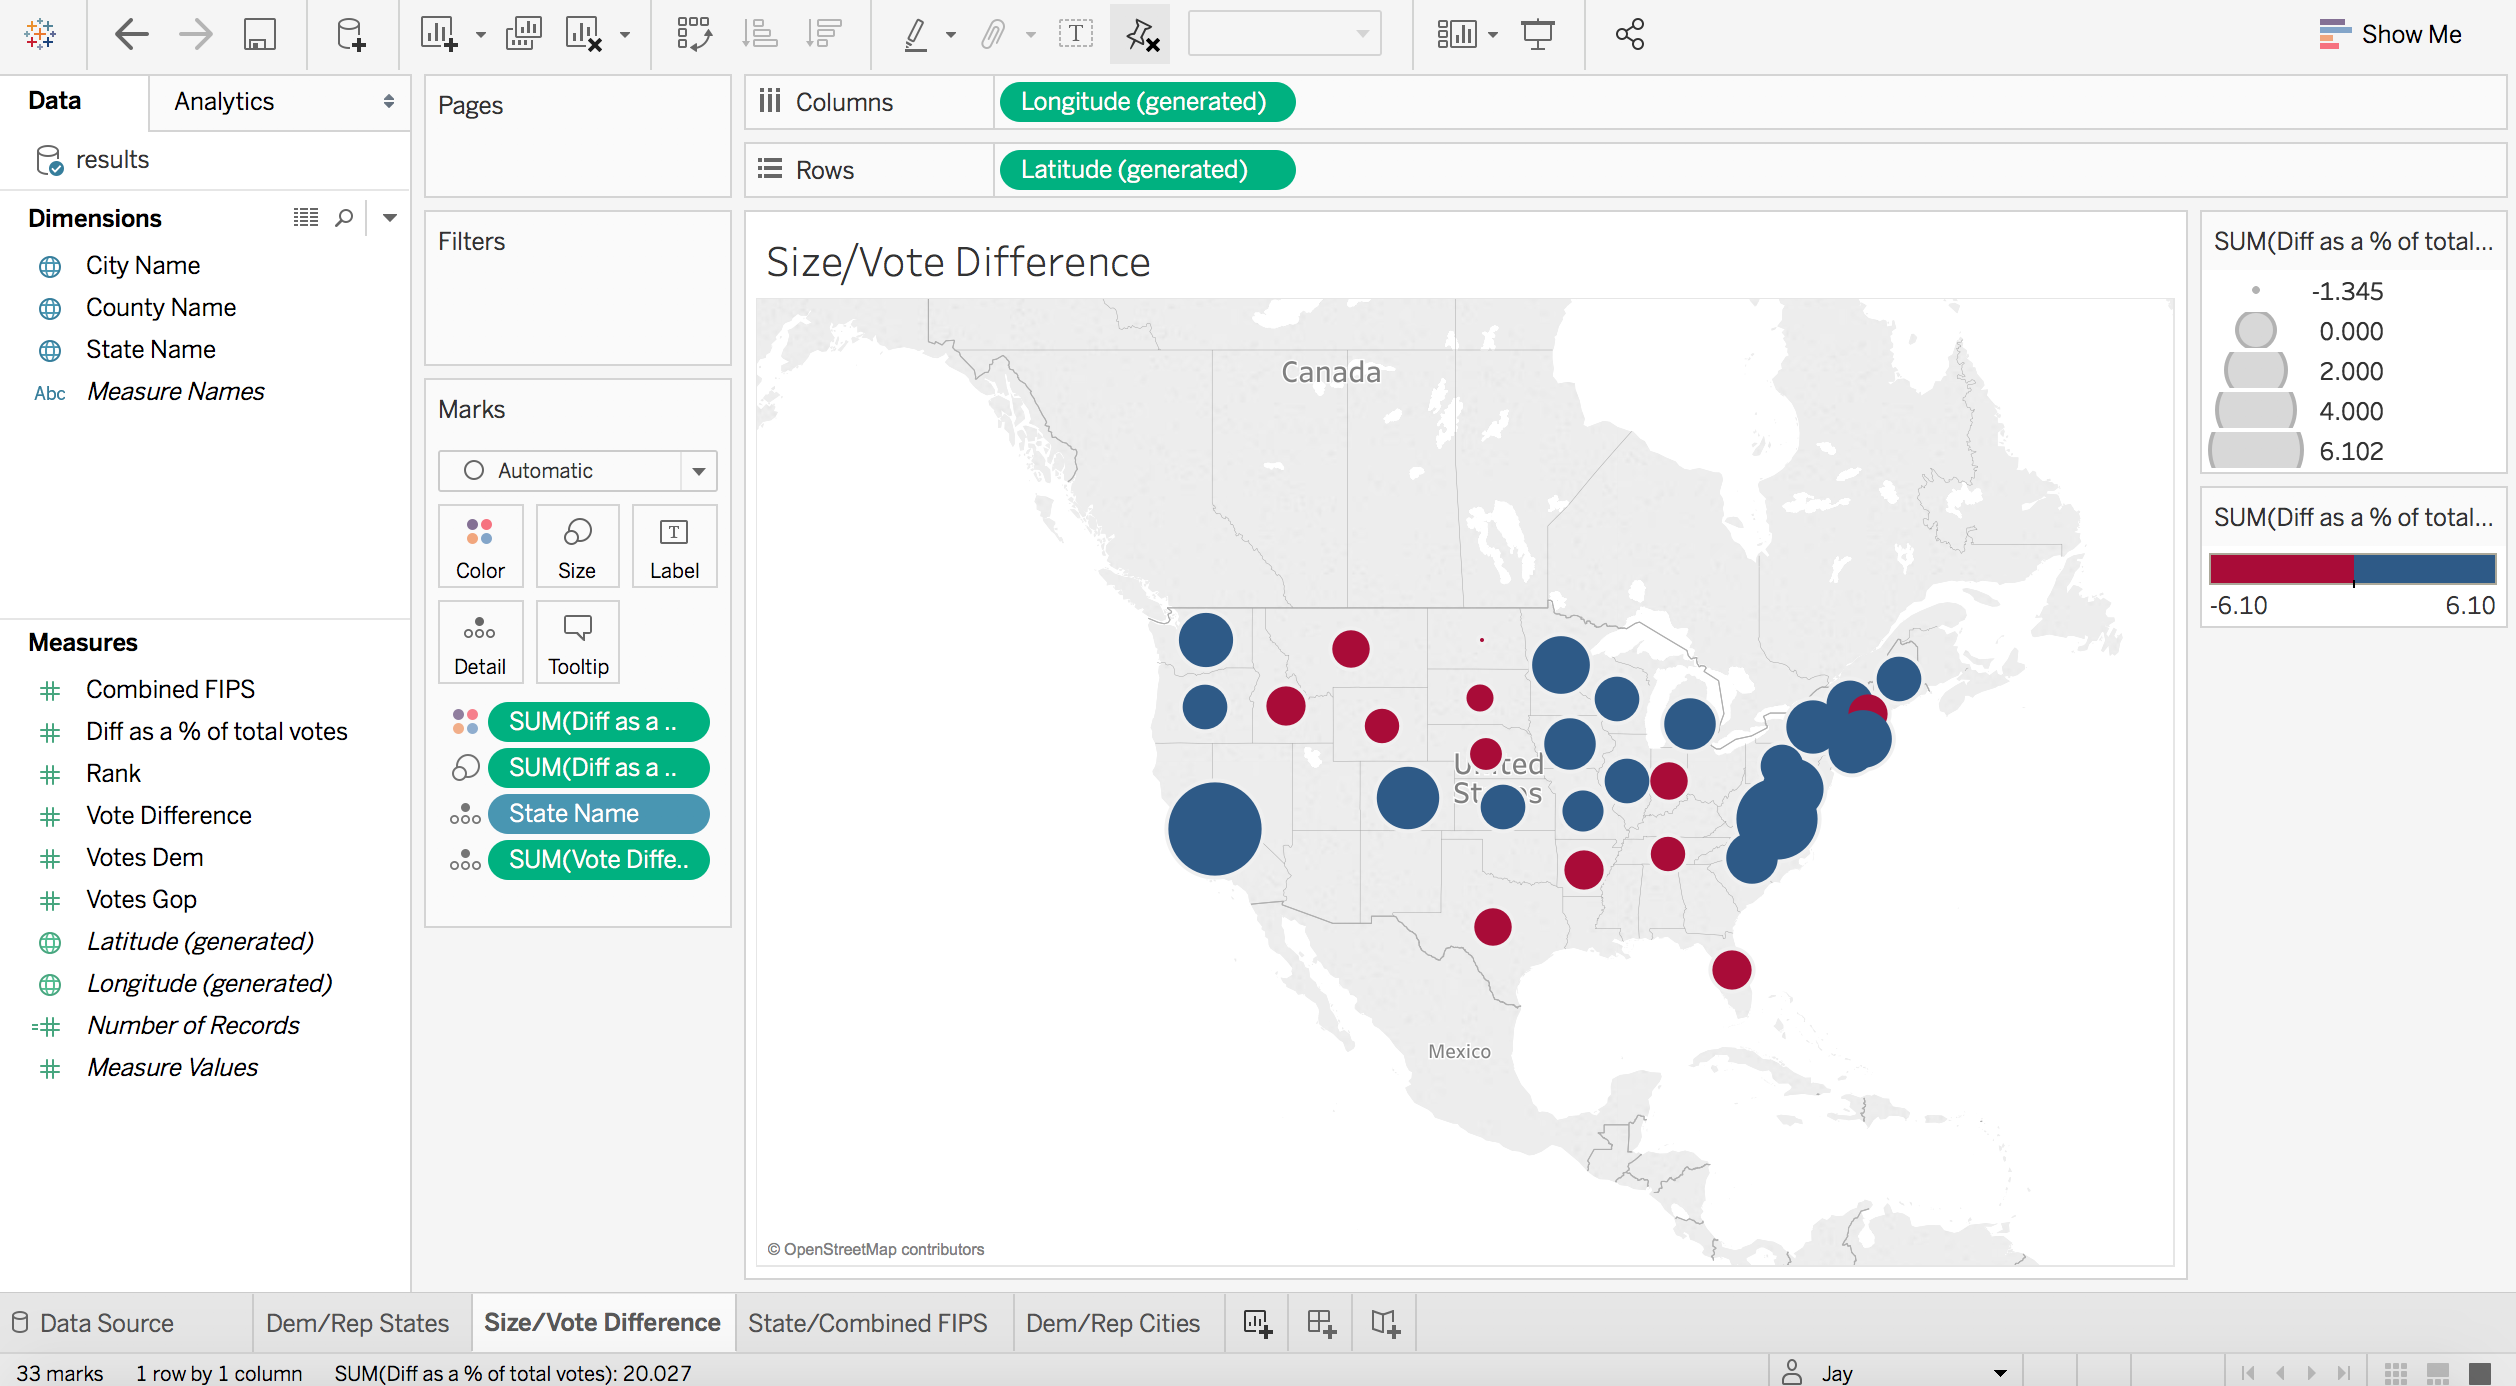 Show Me
Data
Analytics
results
Dimensions
City Name
County Name
State Name
Abc Measure Names
Measures
Combined FIPS
Diff as a % of total votes
Rank
Vote Difference
Votes Dem
Votes Gop
Latitude (generated)
Longitude (generated)
Number of Records
Measure Values
Pages
Filters
Marks
Automatic
Color
Size
Label
Detail
Tooltip
SUM(Diff as a ..
SUM(Diff as a ..
State Name
SUM(Vote Diffe..
Columns
Longitude (generated)
Rows
Latitude (generated)
Size/Vote Difference
Canada
United
States
Mexico
© OpenStreetMap contributors
SUM(Diff as a % of total...
-1.345
0.000
2.000
4.000
6.102
SUM(Diff as a % of total...
-6.10
6.10
Data Source
Dem/Rep States
Size/Vote Difference
State/Combined FIPS
Dem/Rep Cities
33 marks
1 row by 1 column
SUM(Diff as a % of total votes): 20.027
Jay